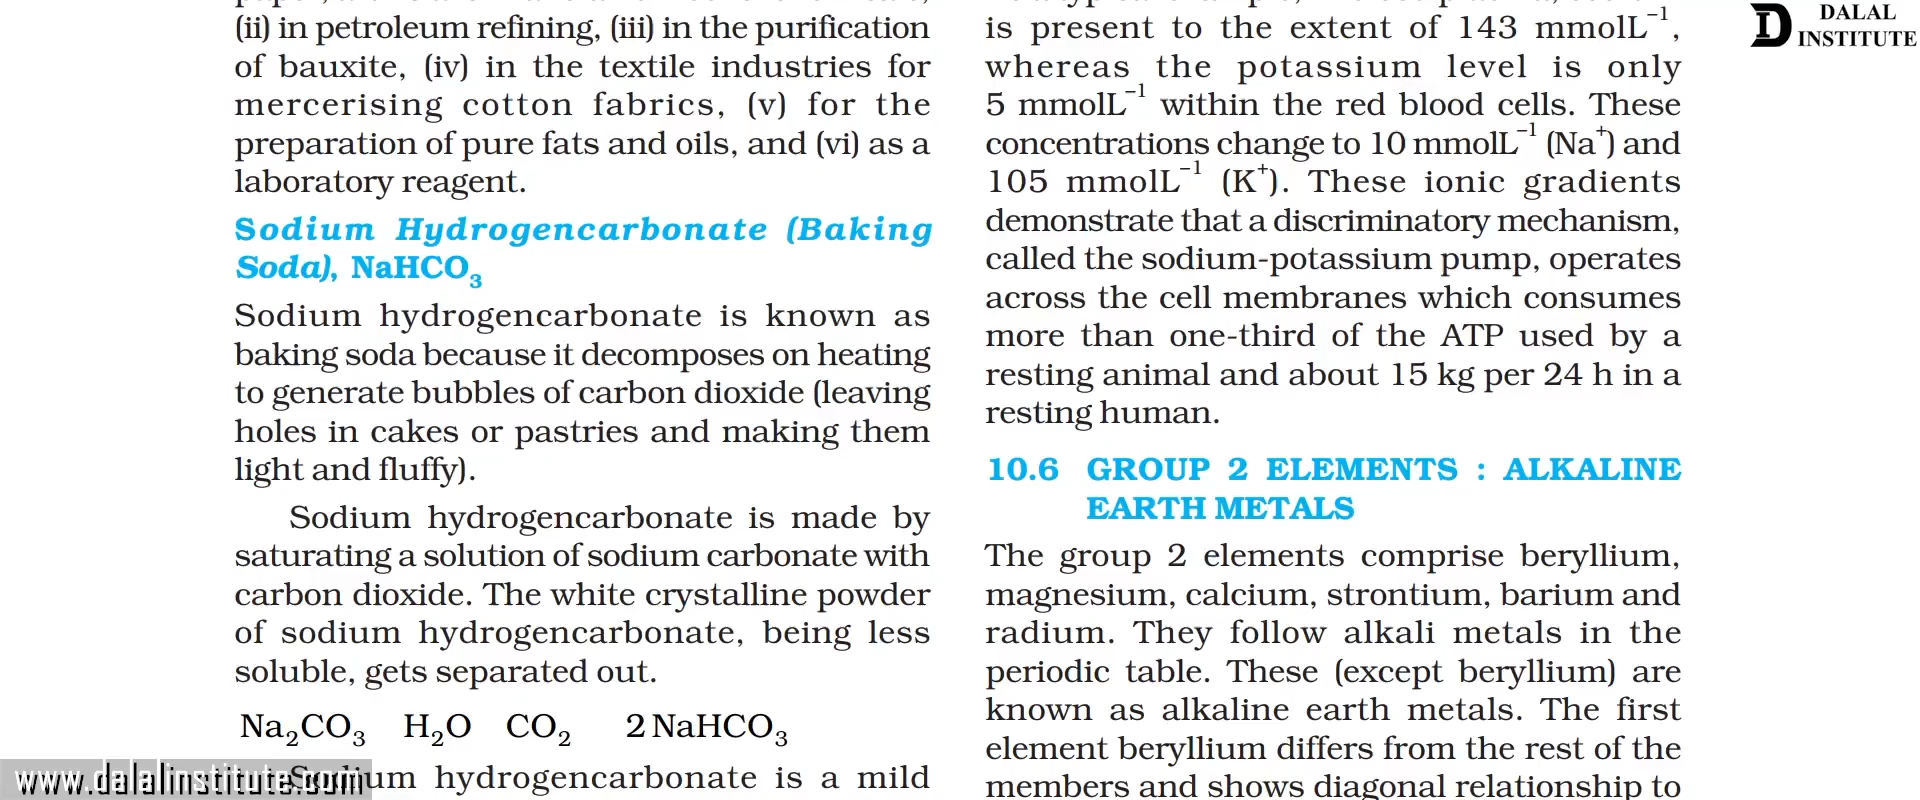 (ii) in petroleum refining, (iii) in the purification
of bauxite, (iv) in the textile industries for
mercerising cotton fabrics, (v) for the
preparation of pure fats and oils, and (vi) as a
laboratory reagent.
Sodium Hydrogencarbonate (Baking
Soda), NaHCO₃
Sodium hydrogencarbonate is known as
baking soda because it decomposes on heating
to generate bubbles of carbon dioxide (leaving
holes in cakes or pastries and making them
light and fluffy).
Sodium hydrogencarbonate is made by
saturating a solution of sodium carbonate with
carbon dioxide. The white crystalline powder
of sodium hydrogencarbonate, being less
soluble, gets separated out.
Na₂CO₃ H₂O CO₂ 2 NaHCO₃
Sodium hydrogencarbonate is a mild
is present to the extent of 143 mmolL⁻¹,
whereas the potassium level is only
5 mmolL⁻¹ within the red blood cells. These
concentrations change to 10 mmolL⁻¹ (Na⁺) and
105 mmolL⁻¹ (K⁺). These ionic gradients
demonstrate that a discriminatory mechanism,
called the sodium-potassium pump, operates
across the cell membranes which consumes
more than one-third of the ATP used by a
resting animal and about 15 kg per 24 h in a
resting human.
10.6 GROUP 2 ELEMENTS : ALKALINE
EARTH METALS
The group 2 elements comprise beryllium,
magnesium, calcium, strontium, barium and
radium. They follow alkali metals in the
periodic table. These (except beryllium) are
known as alkaline earth metals. The first
element beryllium differs from the rest of the
members and shows diagonal relationship to
DALAL
INSTITUTE
www.dalalinstitute.com